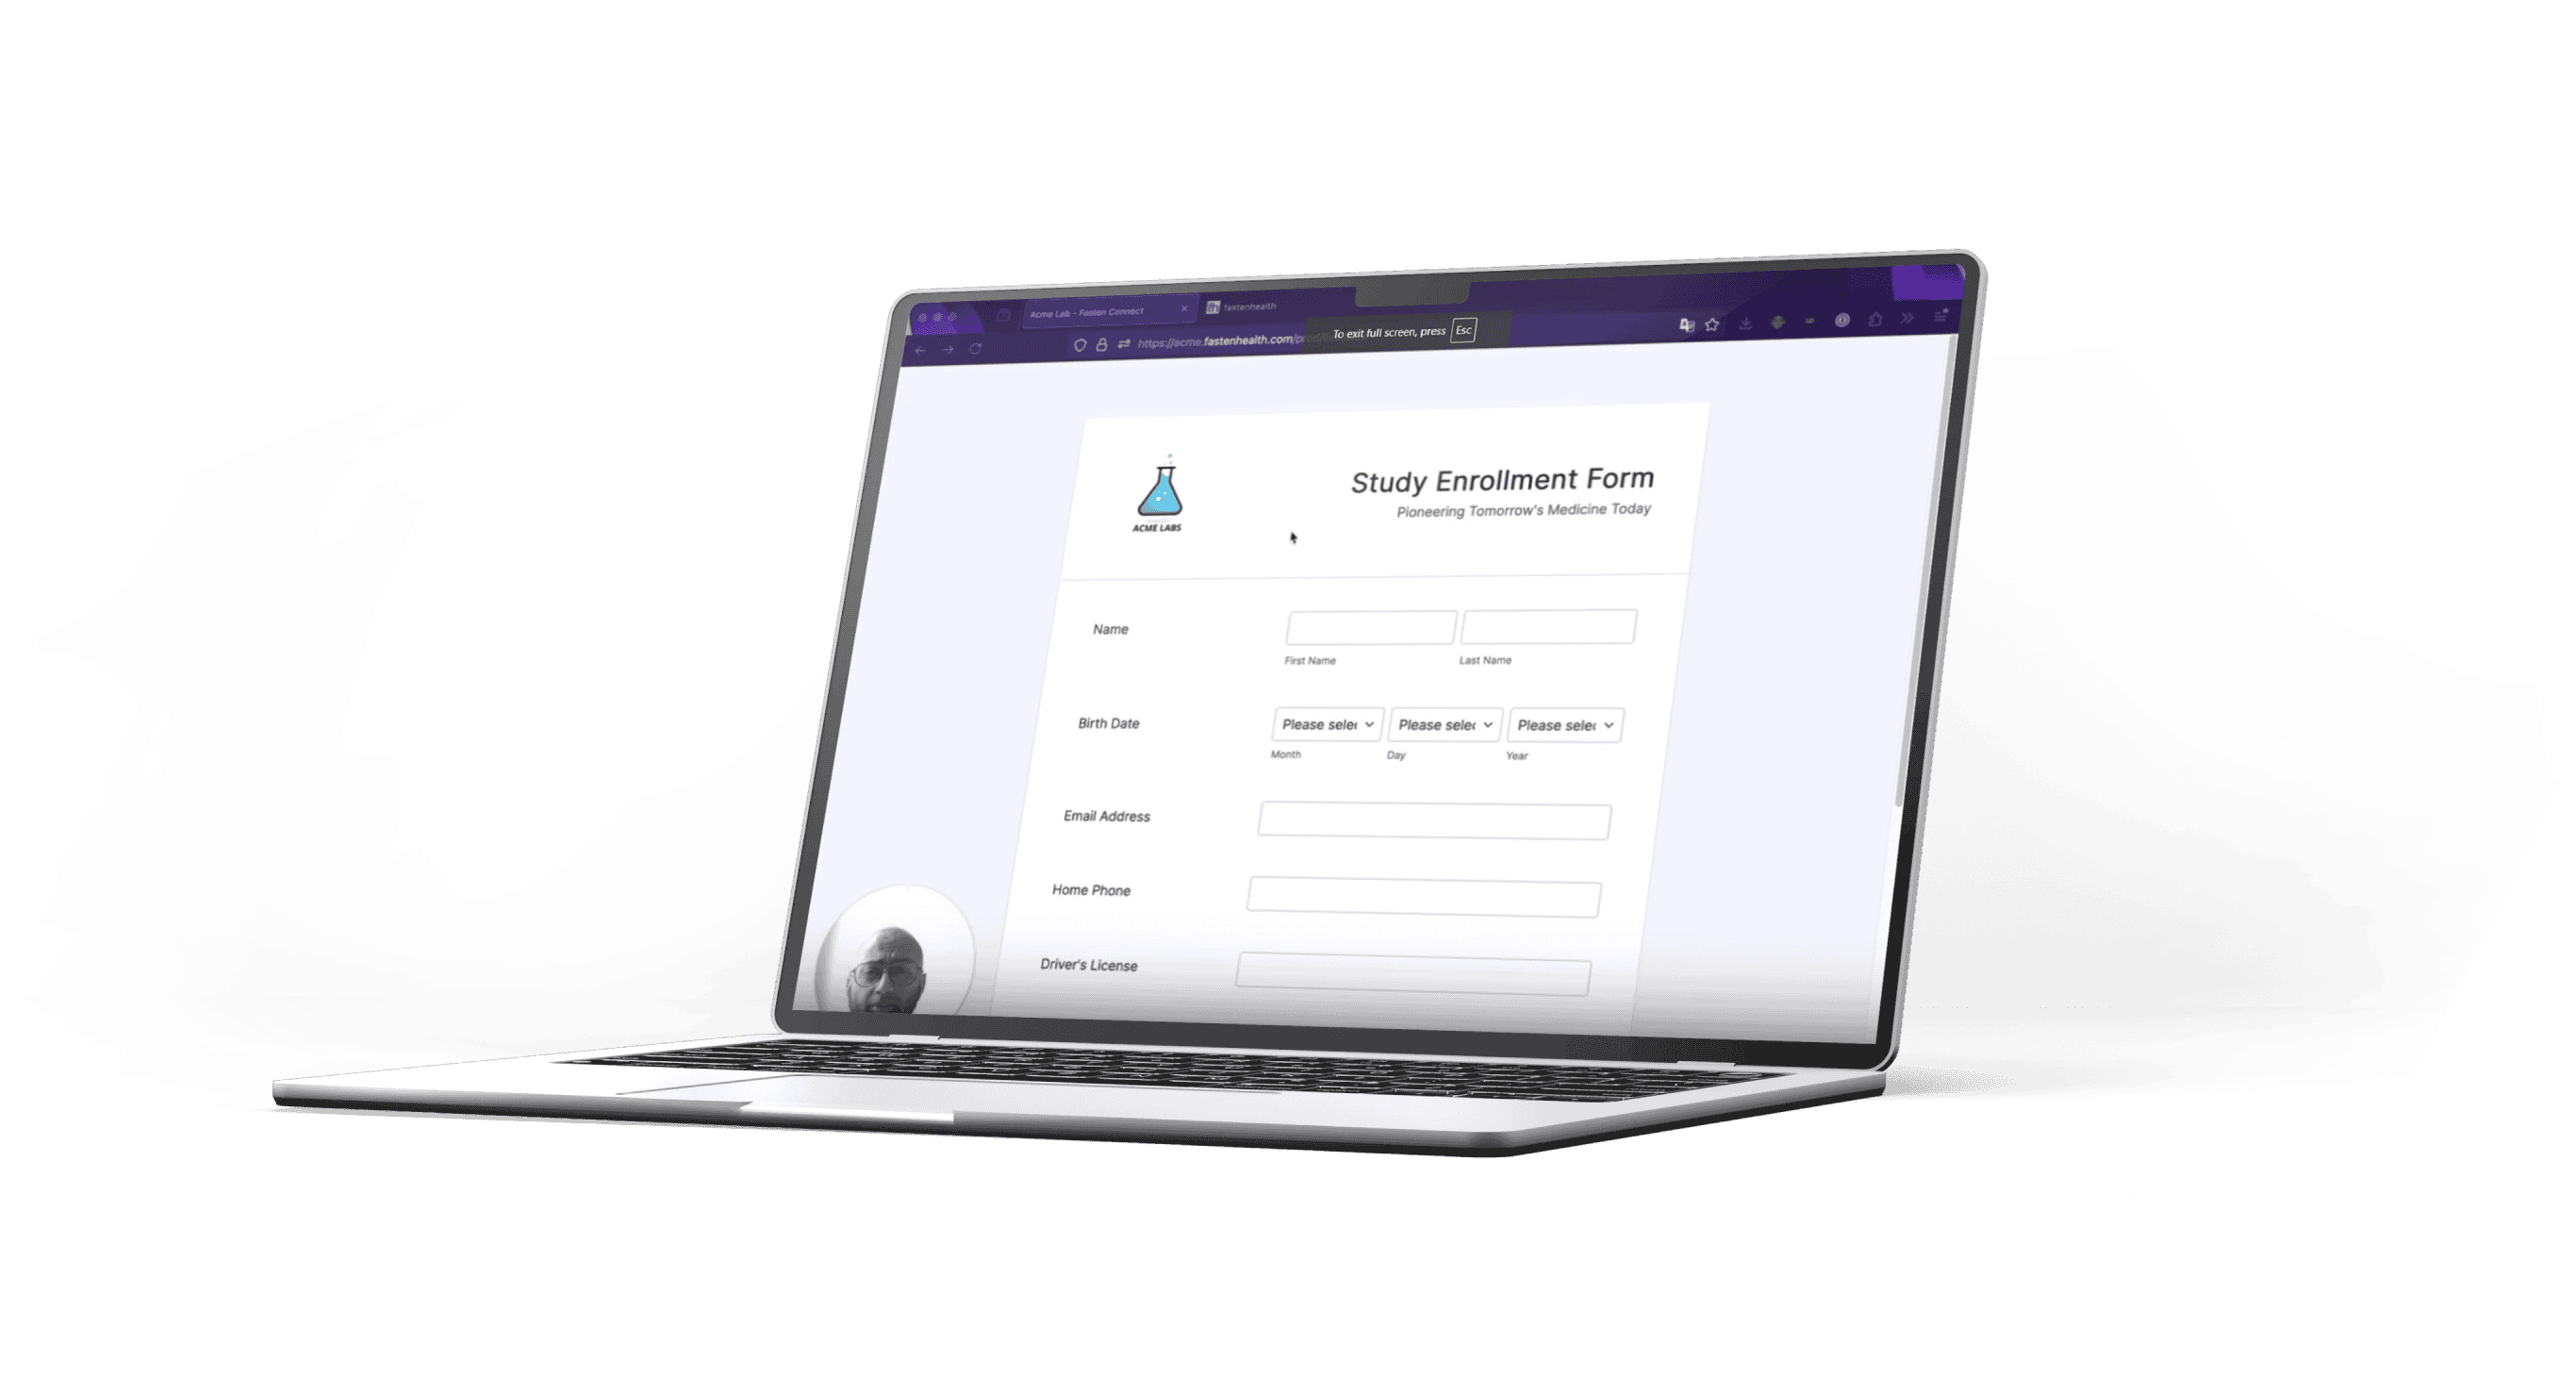 Acme Lab - Fasten Connect
fastenhealth
https://acme.fastenhealth.com/
To exit full screen, press Esc
Study Enrollment Form
Pioneering Tomorrow's Medicine Today
ACME LABS
Name
First Name
Last Name
Birth Date
Please selec Please selec Please selec
Month Day Year
Email Address
Home Phone
Driver's License